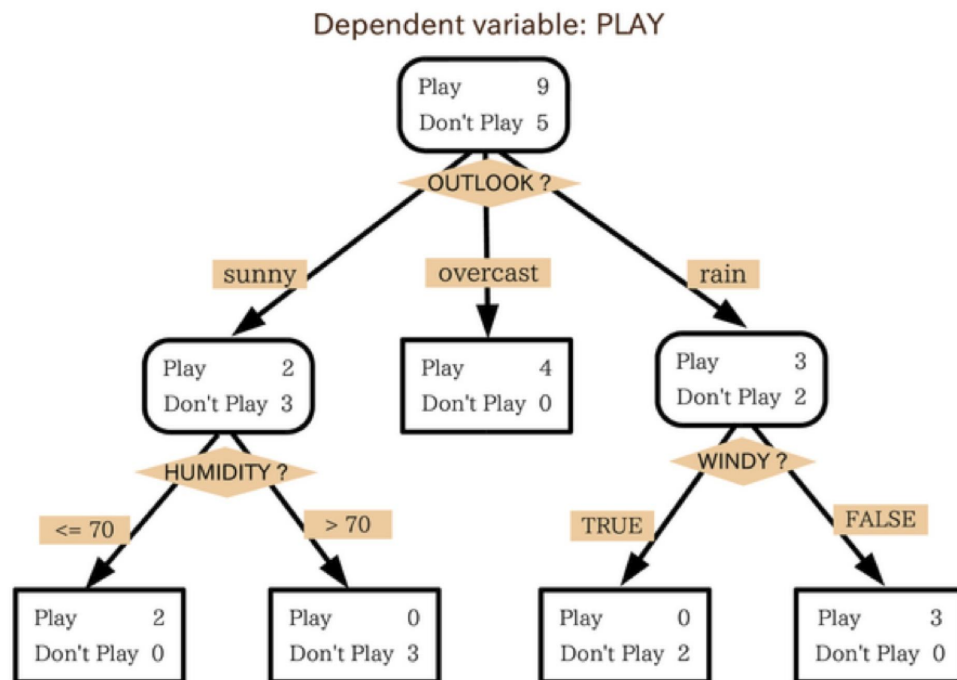 Dependent variable: PLAY
Play 9
Don't Play 5
OUTLOOK ?
sunny
overcast
rain
Play 2
Don't Play 3
Play 4
Don't Play 0
Play 3
Don't Play 2
HUMIDITY ?
WINDY ?
<= 70
> 70
TRUE
FALSE
Play 2
Don't Play 0
Play 0
Don't Play 3
Play 0
Don't Play 2
Play 3
Don't Play 0